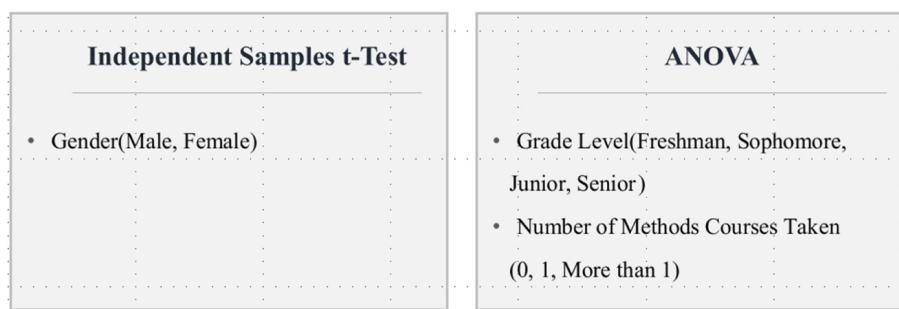 Independent Samples t-Test
• Gender(Male, Female)
ANOVA
• Grade Level(Freshman, Sophomore,
Junior, Senior)
• Number of Methods Courses Taken
(0, 1, More than 1)